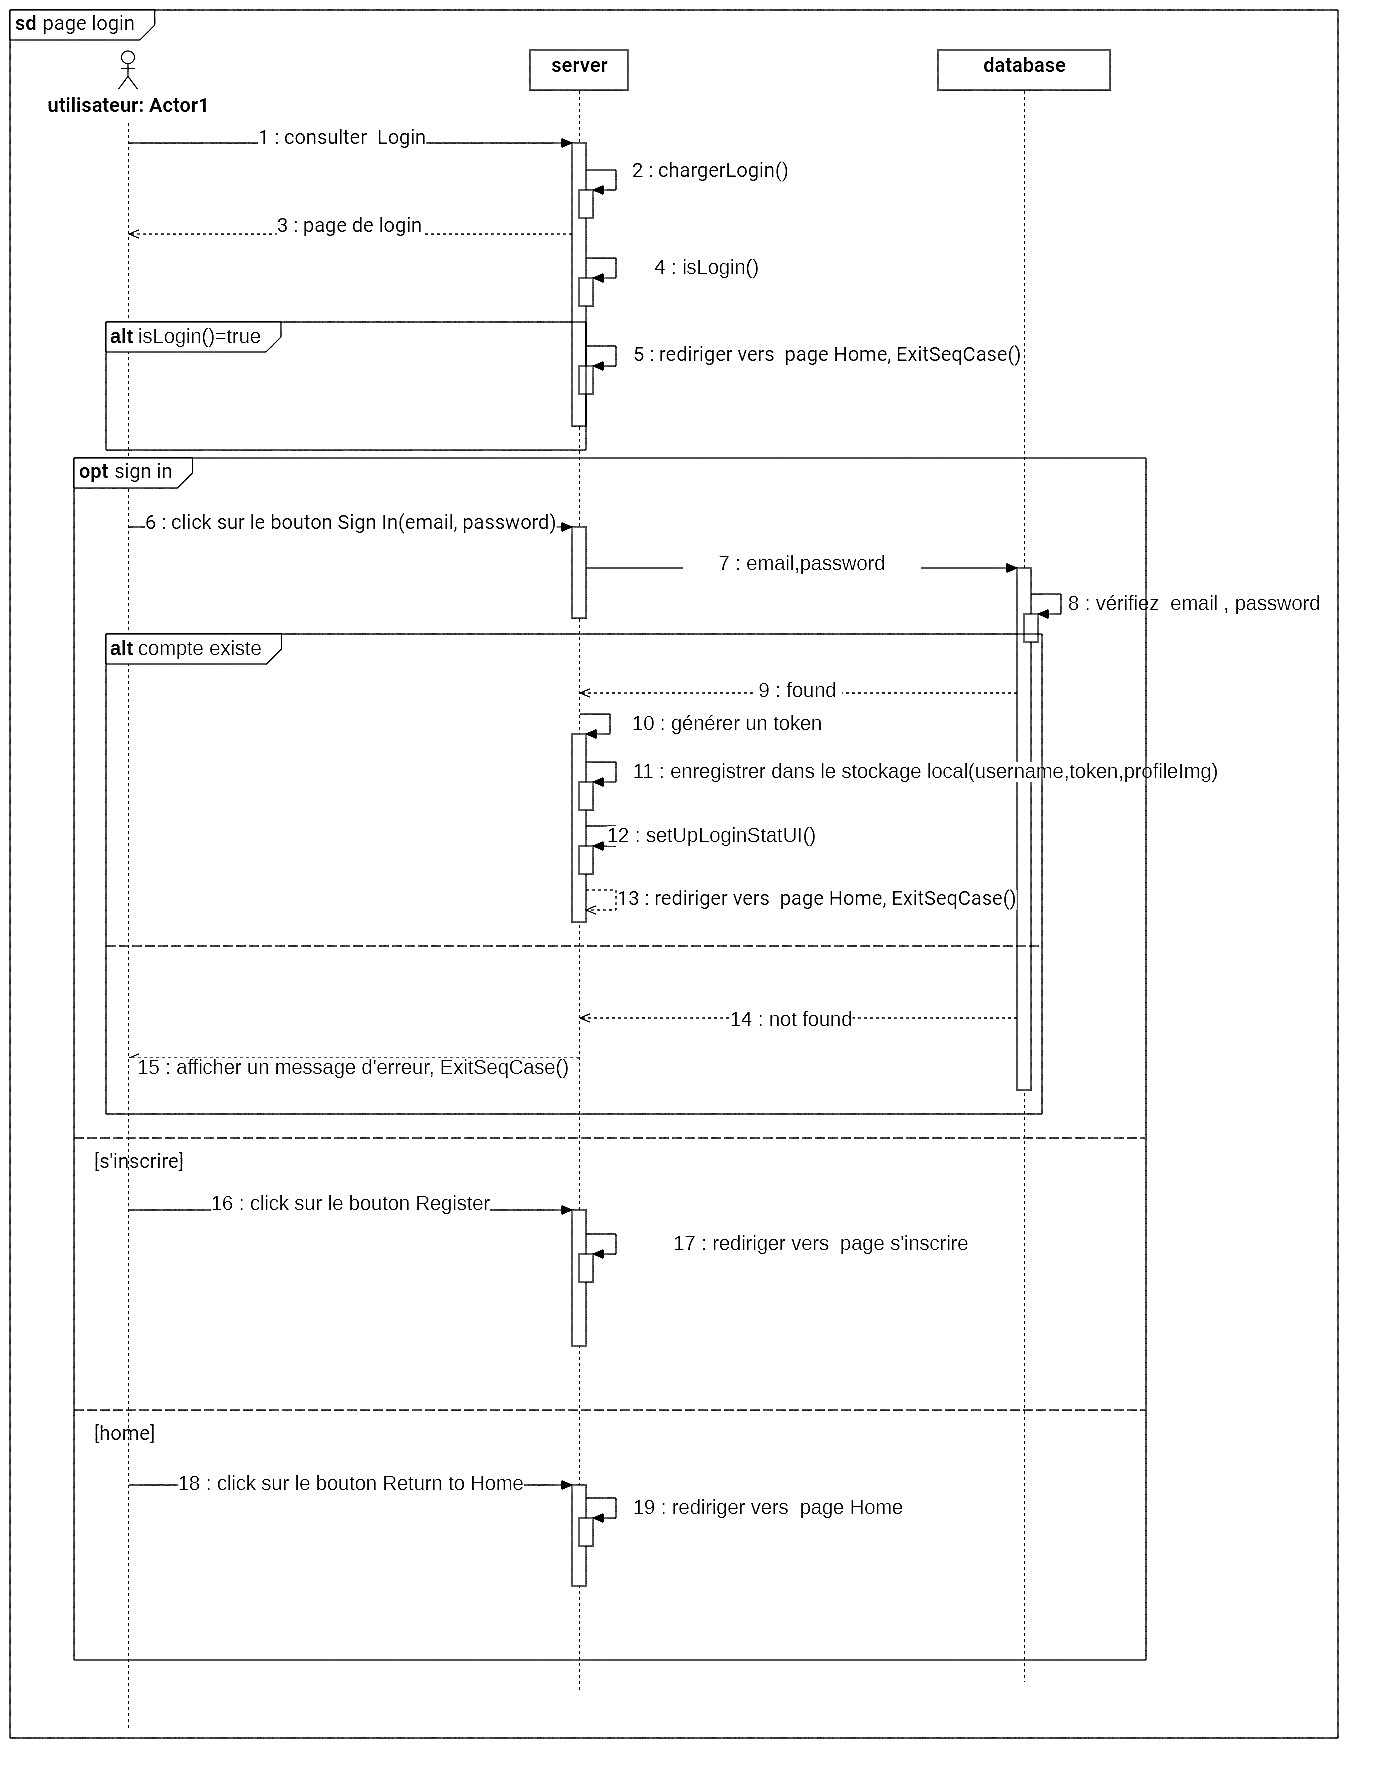 sd page login
server
database
utilisateur: Actor1
1 : consulter  Login
2 : chargerLogin()
3 : page de login
4 : isLogin()
alt isLogin()=true
5 : rediriger vers  page Home, ExitSeqCase()
opt sign in
6 : click sur le bouton Sign In(email, password)
7 : email,password
8 : vérifiez  email , password
alt compte existe
9 : found
10 : générer un token
11 : enregistrer dans le stockage local(username,token,profileImg)
12 : setUpLoginStatUI()
13 : rediriger vers  page Home, ExitSeqCase()
14 : not found
15 : afficher un message d'erreur, ExitSeqCase()
[s'inscrire]
16 : click sur le bouton Register
17 : rediriger vers  page s'inscrire
[home]
18 : click sur le bouton Return to Home
19 : rediriger vers  page Home